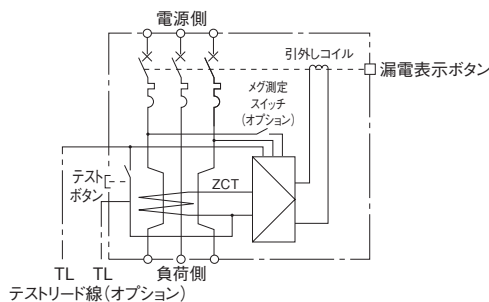 電源側
引外しコイル
漏電表示ボタン
メグ測定
スイッチ
(オプション)
テスト
ボタン
ZCT
TL
TL
負荷側
テストリード線(オプション)